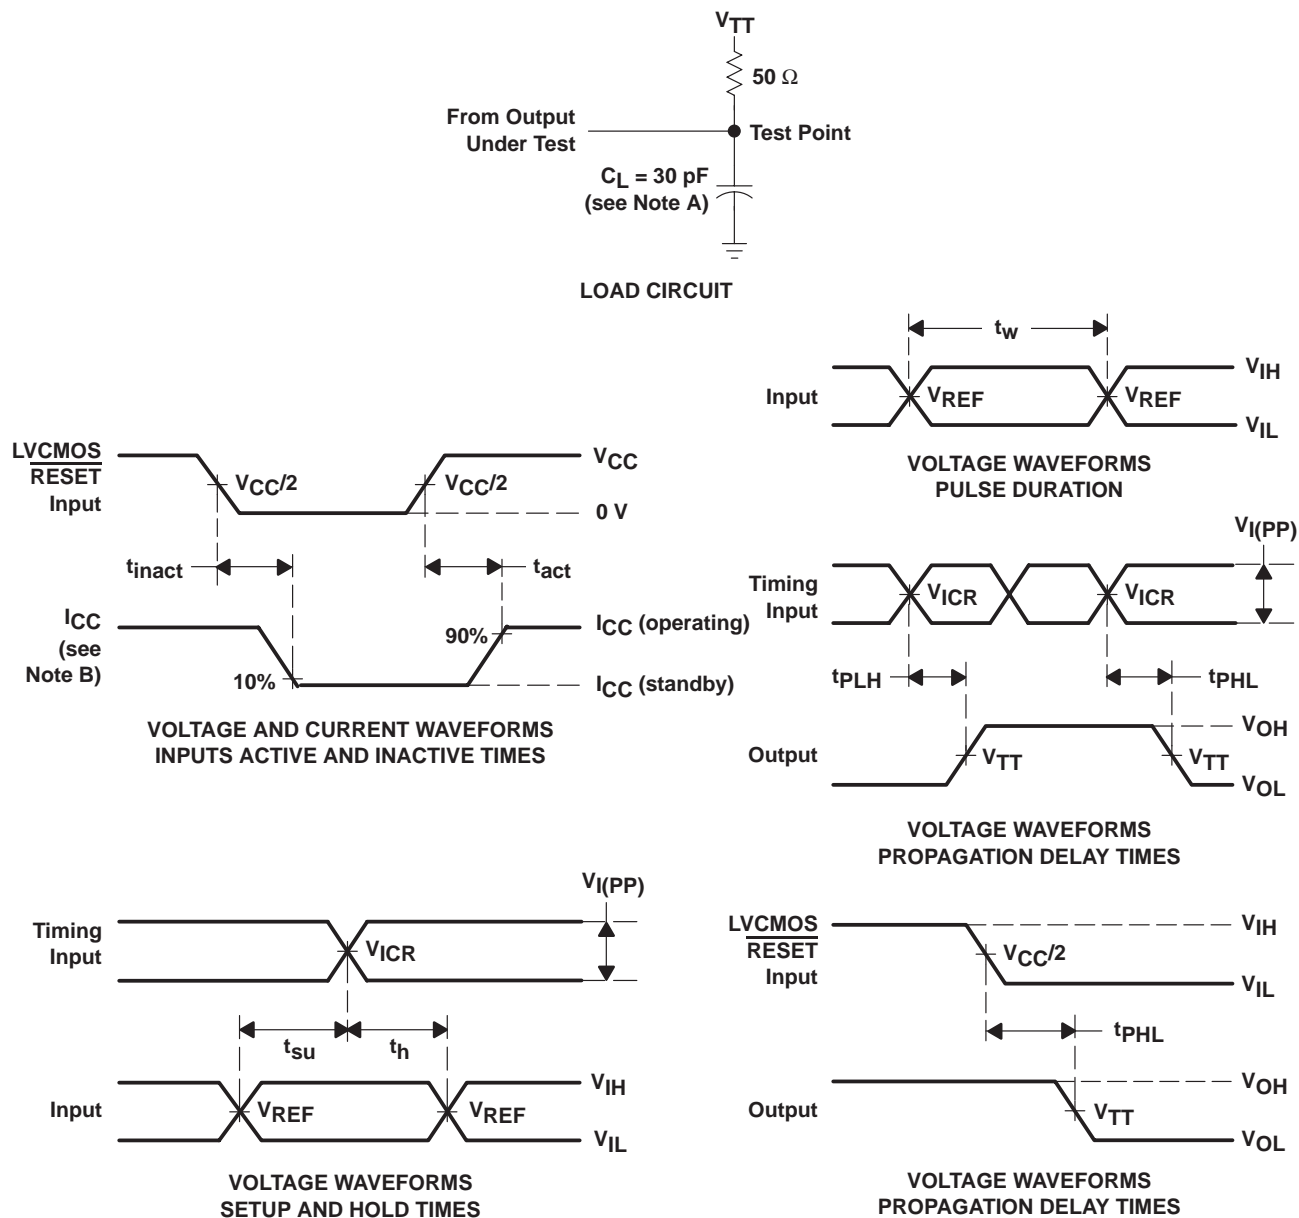 VTT
50 Ω
From Output
Under Test
Test Point
CL = 30 pF
(see Note A)
LOAD CIRCUIT
tw
VIH
Input
VREF
VREF
VIL
VOLTAGE WAVEFORMS
PULSE DURATION
LVCMOS
RESET
Input
VCC/2
VCC/2
VCC
0 V
tinact
tact
ICC
(see
Note B)
10%
90%
ICC (operating)
ICC (standby)
VOLTAGE AND CURRENT WAVEFORMS
INPUTS ACTIVE AND INACTIVE TIMES
VI(PP)
Timing
Input
VICR
VICR
tPLH
tPHL
VOH
Output
VTT
VTT
VOL
VOLTAGE WAVEFORMS
PROPAGATION DELAY TIMES
VI(PP)
Timing
Input
VICR
tsu
th
VIH
Input
VREF
VREF
VIL
VOLTAGE WAVEFORMS
SETUP AND HOLD TIMES
LVCMOS
RESET
Input
VIH
VCC/2
VIL
tPHL
VOH
Output
VTT
VOL
VOLTAGE WAVEFORMS
PROPAGATION DELAY TIMES